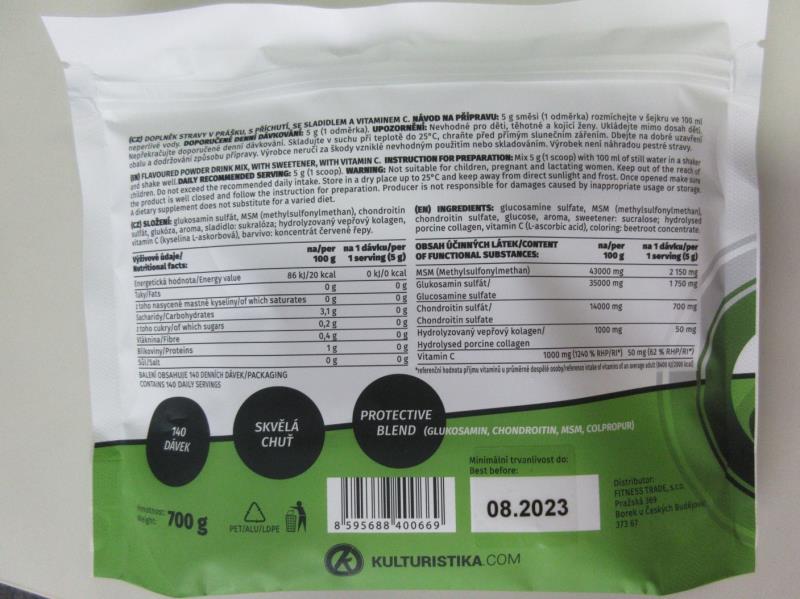 (CZ) DOPLNĚK STRAVY V PRÁŠKU, S PŘÍCHUTÍ, SE SLADIDLEM A VITAMINEM C. NÁVOD NA PŘÍPRAVU: 5 g směsi (1 odměrka) rozmíchejte v šejkru ve 100 ml
neperlivé vody. DOPORUČENÉ DENNÍ DÁVKOVÁNÍ: 5 g (1 odměrka). UPOZORNĚNÍ: Nevhodné pro děti, těhotné a kojící ženy. Ukládejte mimo dosah dětí.
Nepřekračujte doporučené denní dávkování. Skladujte v suchu při teplotě do 25°C, chraňte před přímým slunečním zářením. Dbejte na dobré uzavření
obalu a dodržování způsobu přípravy. Výrobce neručí za škody vzniklé nevhodným použitím nebo skladováním. Výrobek není náhradou pestré stravy.
(EN) FLAVOURED POWDER DRINK MIX, WITH SWEETENER, WITH VITAMIN C. INSTRUCTION FOR PREPARATION: Mix 5 g (1 scoop) with 100 ml of still water in a shaker
and shake well. DAILY RECOMMENDED SERVING: 5 g (1 scoop). WARNING: Not suitable for children, pregnant and lactating women. Keep out of the reach of
children. Do not exceed the recommended daily intake. Store in a dry place up to 25°C and keep away from direct sunlight and frost. Once opened make sure
the product is well closed and follow the instruction for preparation. Producer is not responsible for damages caused by inappropriate usage or storage.
A dietary supplement does not substitute for a varied diet.
(CZ) SLOŽENÍ: glukosamin sulfát, MSM (methylsulfonylmethan), chondroitin
sulfát, glukóza, aroma, sladidlo: sukralóza; hydrolyzovaný vepřový kolagen,
vitamin C (kyselina L-askorbová), barvivo: koncentrát červené řepy.
Výživové údaje/ na/per na 1 dávku/per
Nutritional facts: 100 g 1 serving (5 g)
Energetická hodnota/Energy value 86 kJ/20 kcal 0 kJ/0 kcal
Tuky/Fats 0 g 0 g
z toho nasycené mastné kyseliny/of which saturates 0 g 0 g
Sacharidy/Carbohydrates 3,1 g 0 g
z toho cukry/of which sugars 0,2 g 0 g
Vláknina/Fibre 0,4 g 0 g
Bílkoviny/Proteins 1 g 0 g
Sůl/Salt 0 g 0 g
BALENÍ OBSAHUJE 140 DENNÍCH DÁVEK/PACKAGING
CONTAINS 140 DAILY SERVINGS
(EN) INGREDIENTS: glucosamine sulfate, MSM (methylsulfonylmethan),
chondroitin sulfate, glucose, aroma, sweetener: sucralose; hydrolysed
porcine collagen, vitamin C (L-ascorbic acid), coloring: beetroot concentrate.
OBSAH ÚČINNÝCH LÁTEK/CONTENT na/per na 1 dávku/per
OF FUNCTIONAL SUBSTANCES: 100 g 1 serving (5 g)
MSM (Methylsulfonylmethan) 43000 mg 2 150 mg
Glukosamin sulfát/ 35000 mg 1 750 mg
Glucosamine sulfate
Chondroitin sulfát/ 14000 mg 700 mg
Chondroitin sulfate
Hydrolyzovaný vepřový kolagen/ 1000 mg 50 mg
Hydrolysed porcine collagen
Vitamin C 1000 mg (1240 % RHP/RI*) 50 mg (62 % RHP/RI*)
*referenční hodnota příjmu vitaminů u průměrné dospělé osoby/reference intake of vitamins of an average adult (8400 kJ/2000 kcal)
140
DÁVEK
SKVĚLÁ
CHUŤ
PROTECTIVE
BLEND (GLUKOSAMIN, CHONDROITIN, MSM, COLPROPUR)
Hmotnost:
Weight: 700 g
PET/ALU/LDPE
8 595688 400669
Minimální trvanlivost do:
Best before:
08.2023
Distributor:
FITNESS TRADE, s.r.o.
Pražská 369
Borek u Českých Budějovic
373 67
KULTURISTIKA.COM